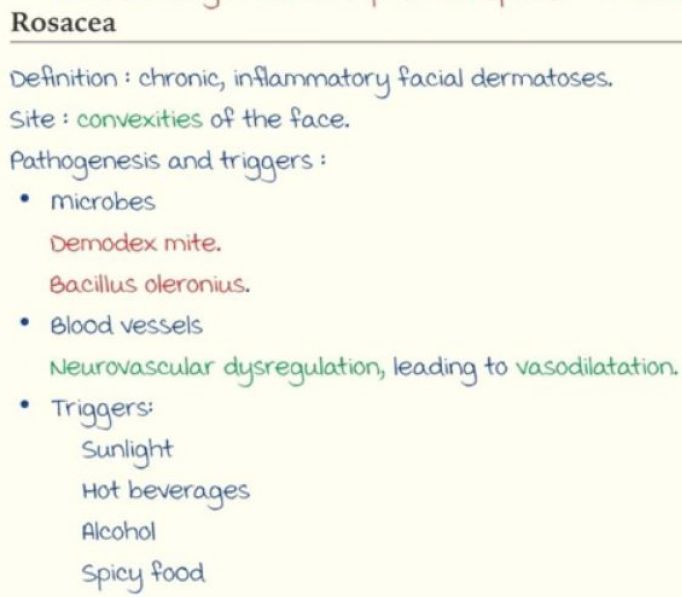 Rosacea
Definition : chronic, inflammatory facial dermatoses.
Site : convexities of the face.
Pathogenesis and triggers :
• microbes
Demodex mite.
Bacillus oleronius.
• Blood vessels
Neurovascular dysregulation, leading to vasodilatation.
• Triggers:
Sunlight
Hot beverages
Alcohol
Spicy food